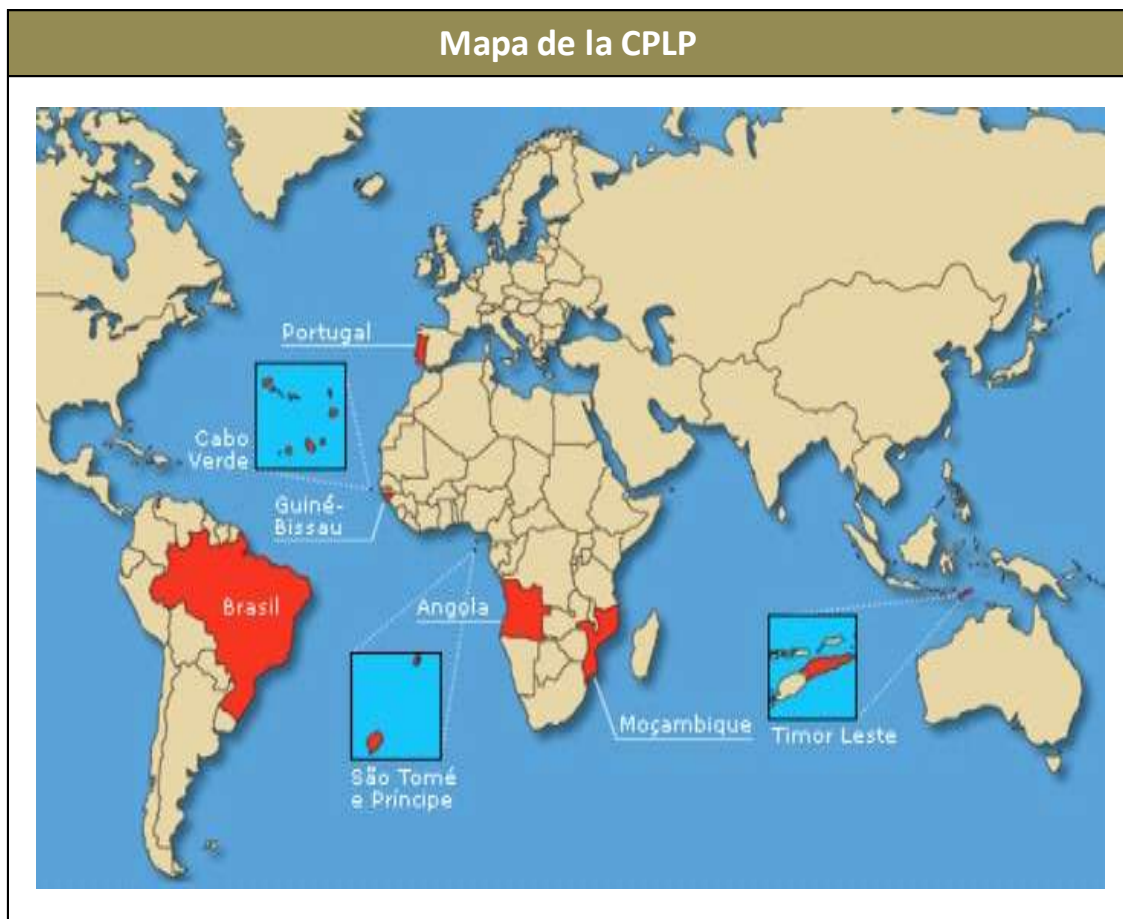 Mapa de la CPLP
Portugal
Cabo
Verde
Guiné-
Bissau
Brasil
Angola
Moçambique
Timor Leste
São Tomé
e Príncipe